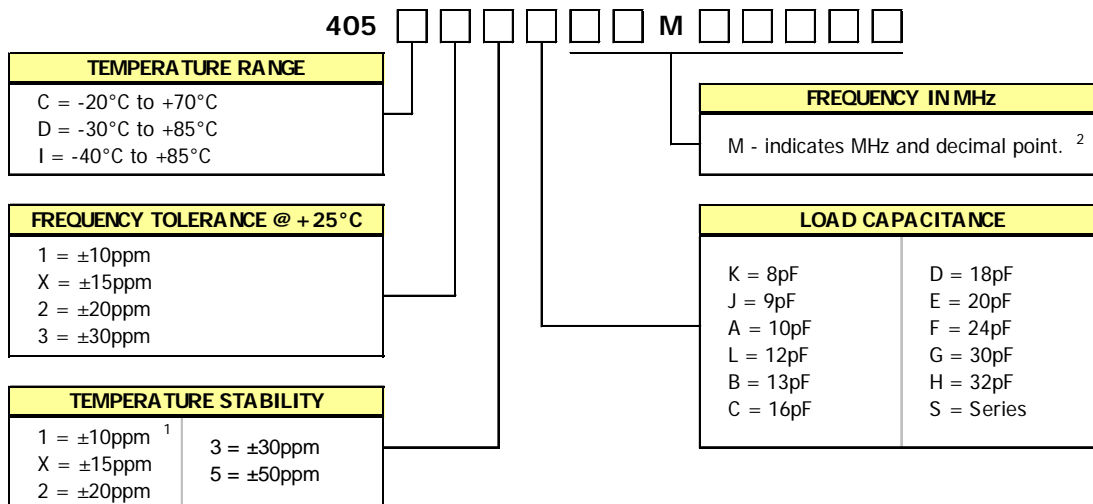 405 M
TEMPERATURE RANGE
C = -20°C to +70°C
D = -30°C to +85°C
I = -40°C to +85°C
FREQUENCY IN MHz
M - indicates MHz and decimal point. 2
FREQUENCY TOLERANCE @ +25°C
1 = ±10ppm
X = ±15ppm
2 = ±20ppm
3 = ±30ppm
LOAD CAPACITANCE
K = 8pF
J = 9pF
A = 10pF
L = 12pF
B = 13pF
C = 16pF
D = 18pF
E = 20pF
F = 24pF
G = 30pF
H = 32pF
S = Series
TEMPERATURE STABILITY
1 = ±10ppm 1
X = ±15ppm
2 = ±20ppm
3 = ±30ppm
5 = ±50ppm